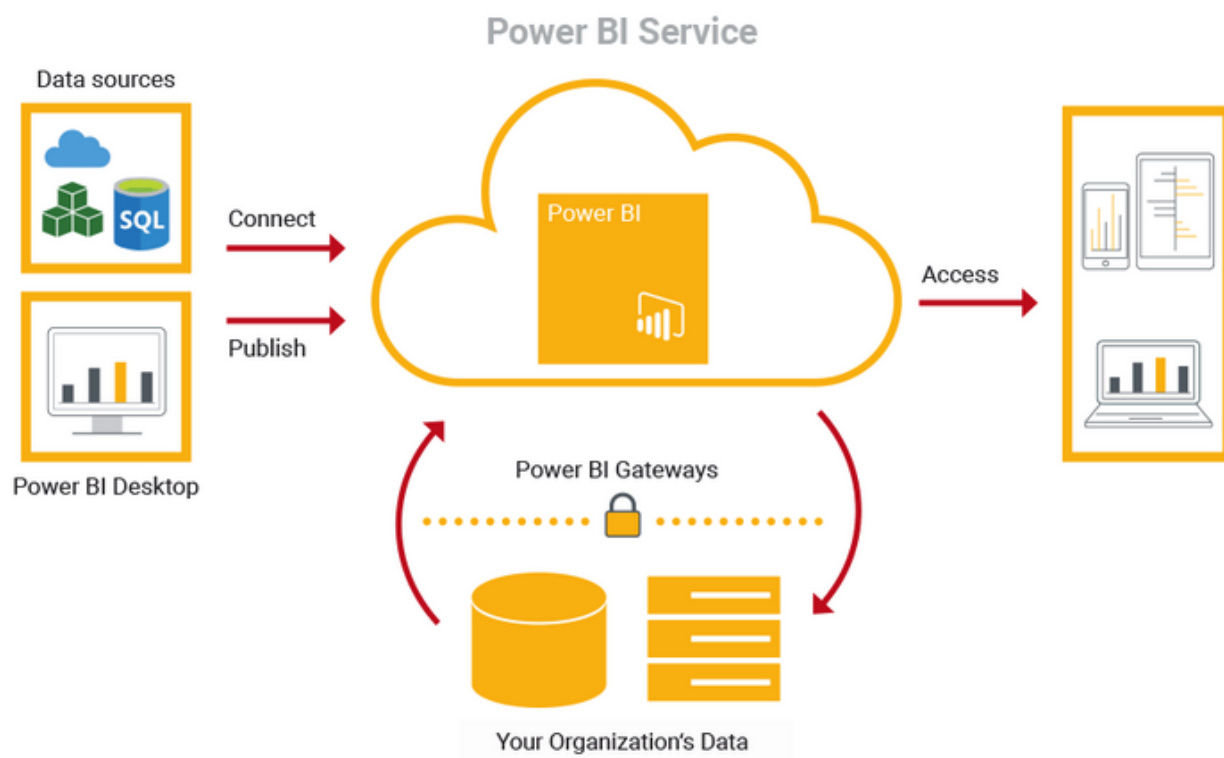 Power BI Service
Data sources
SQL
Connect
Power BI
Access
Publish
Power BI Desktop
Power BI Gateways
Your Organization's Data